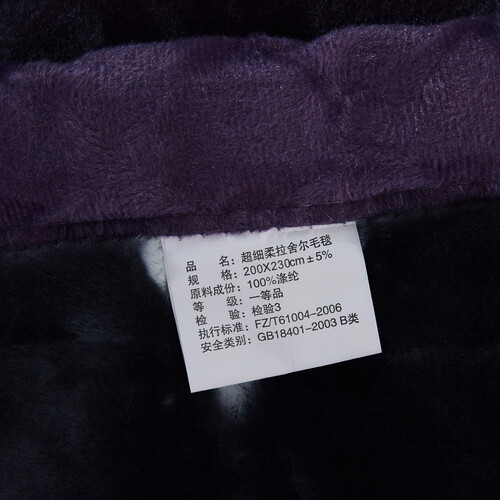 品　　名：超细柔拉舍尔毛毯
规　　格：200X230cm±5%
原料成份：100%涤纶
等　　级：一等品
检　　验：检验3
执行标准：FZ/T61004-2006
安全类别：GB18401-2003 B类